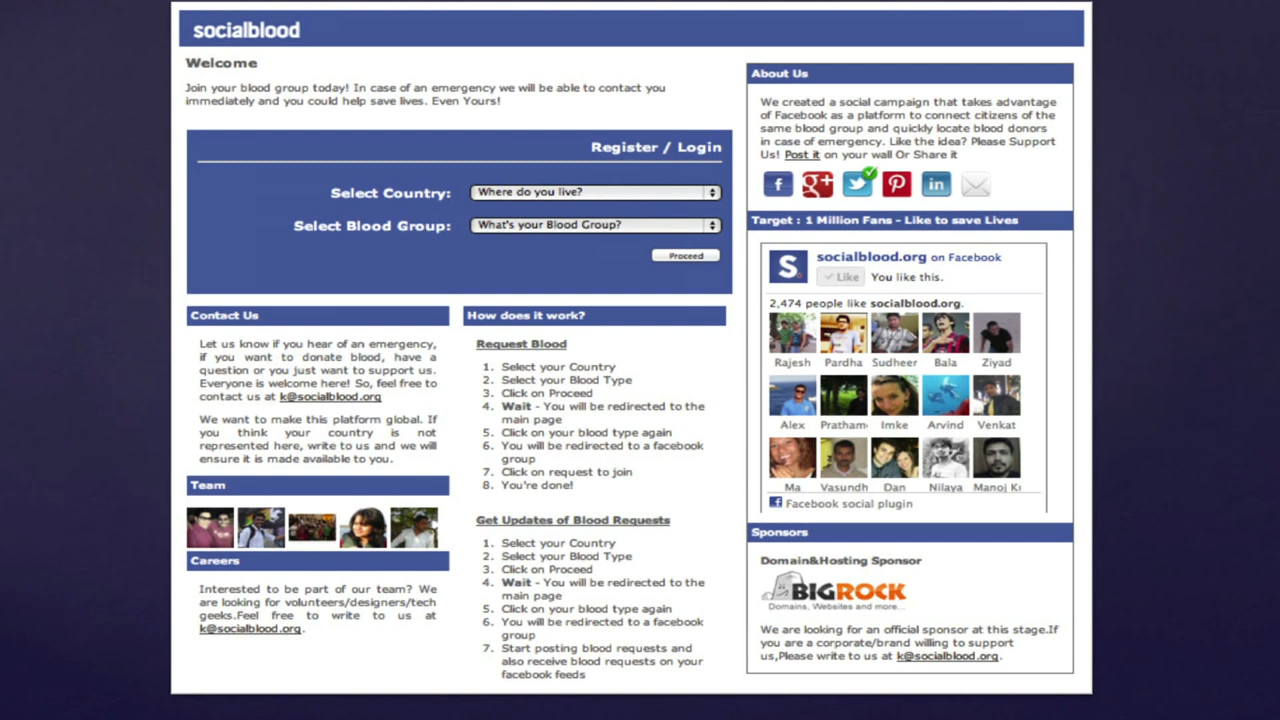 socialblood
Welcome
Join your blood group today! In case of an emergency we will be able to contact you
immediately and you could help save lives. Even Yours!
Register / Login
Select Country:
Where do you live?
Select Blood Group:
What's your Blood Group?
Proceed
Contact Us
Let us know if you hear of an emergency,
if you want to donate blood, have a
question or you just want to support us.
Everyone is welcome here! So, feel free to
contact us at k@socialblood.org
We want to make this platform global. If
you think your country is not
represented here, write to us and we will
ensure it is made available to you.
Team
Careers
Interested to be part of our team? We
are looking for volunteers/designers/tech
geeks.Feel free to write to us at
k@socialblood.org.
How does it work?
Request Blood
1. Select your Country
2. Select your Blood Type
3. Click on Proceed
4. Wait - You will be redirected to the
main page
5. Click on your blood type again
6. You will be redirected to a facebook
group
7. Click on request to join
8. You're done!
Get Updates of Blood Requests
1. Select your Country
2. Select your Blood Type
3. Click on Proceed
4. Wait - You will be redirected to the
main page
5. Click on your blood type again
6. You will be redirected to a facebook
group
7. Start posting blood requests and
also receive blood requests on your
facebook feeds
About Us
We created a social campaign that takes advantage
of Facebook as a platform to connect citizens of the
same blood group and quickly locate blood donors
in case of emergency. Like the idea? Please Support
Us! Post it on your wall Or Share it
f g+ P in
Target : 1 Million Fans - Like to save Lives
S
socialblood.org on Facebook
Like You like this.
2,474 people like socialblood.org.
Rajesh Pardha Sudheer Bala Ziyad
Alex Pratham Imke Arvind Venkat
Ma Vasundh Dan Nilaya Manoj Ku
f Facebook social plugin
Sponsors
Domain&Hosting Sponsor
BIGROCK
Domains, Websites and more...
We are looking for an official sponsor at this stage.If
you are a corporate/brand willing to support
us,Please write to us at k@socialblood.org.